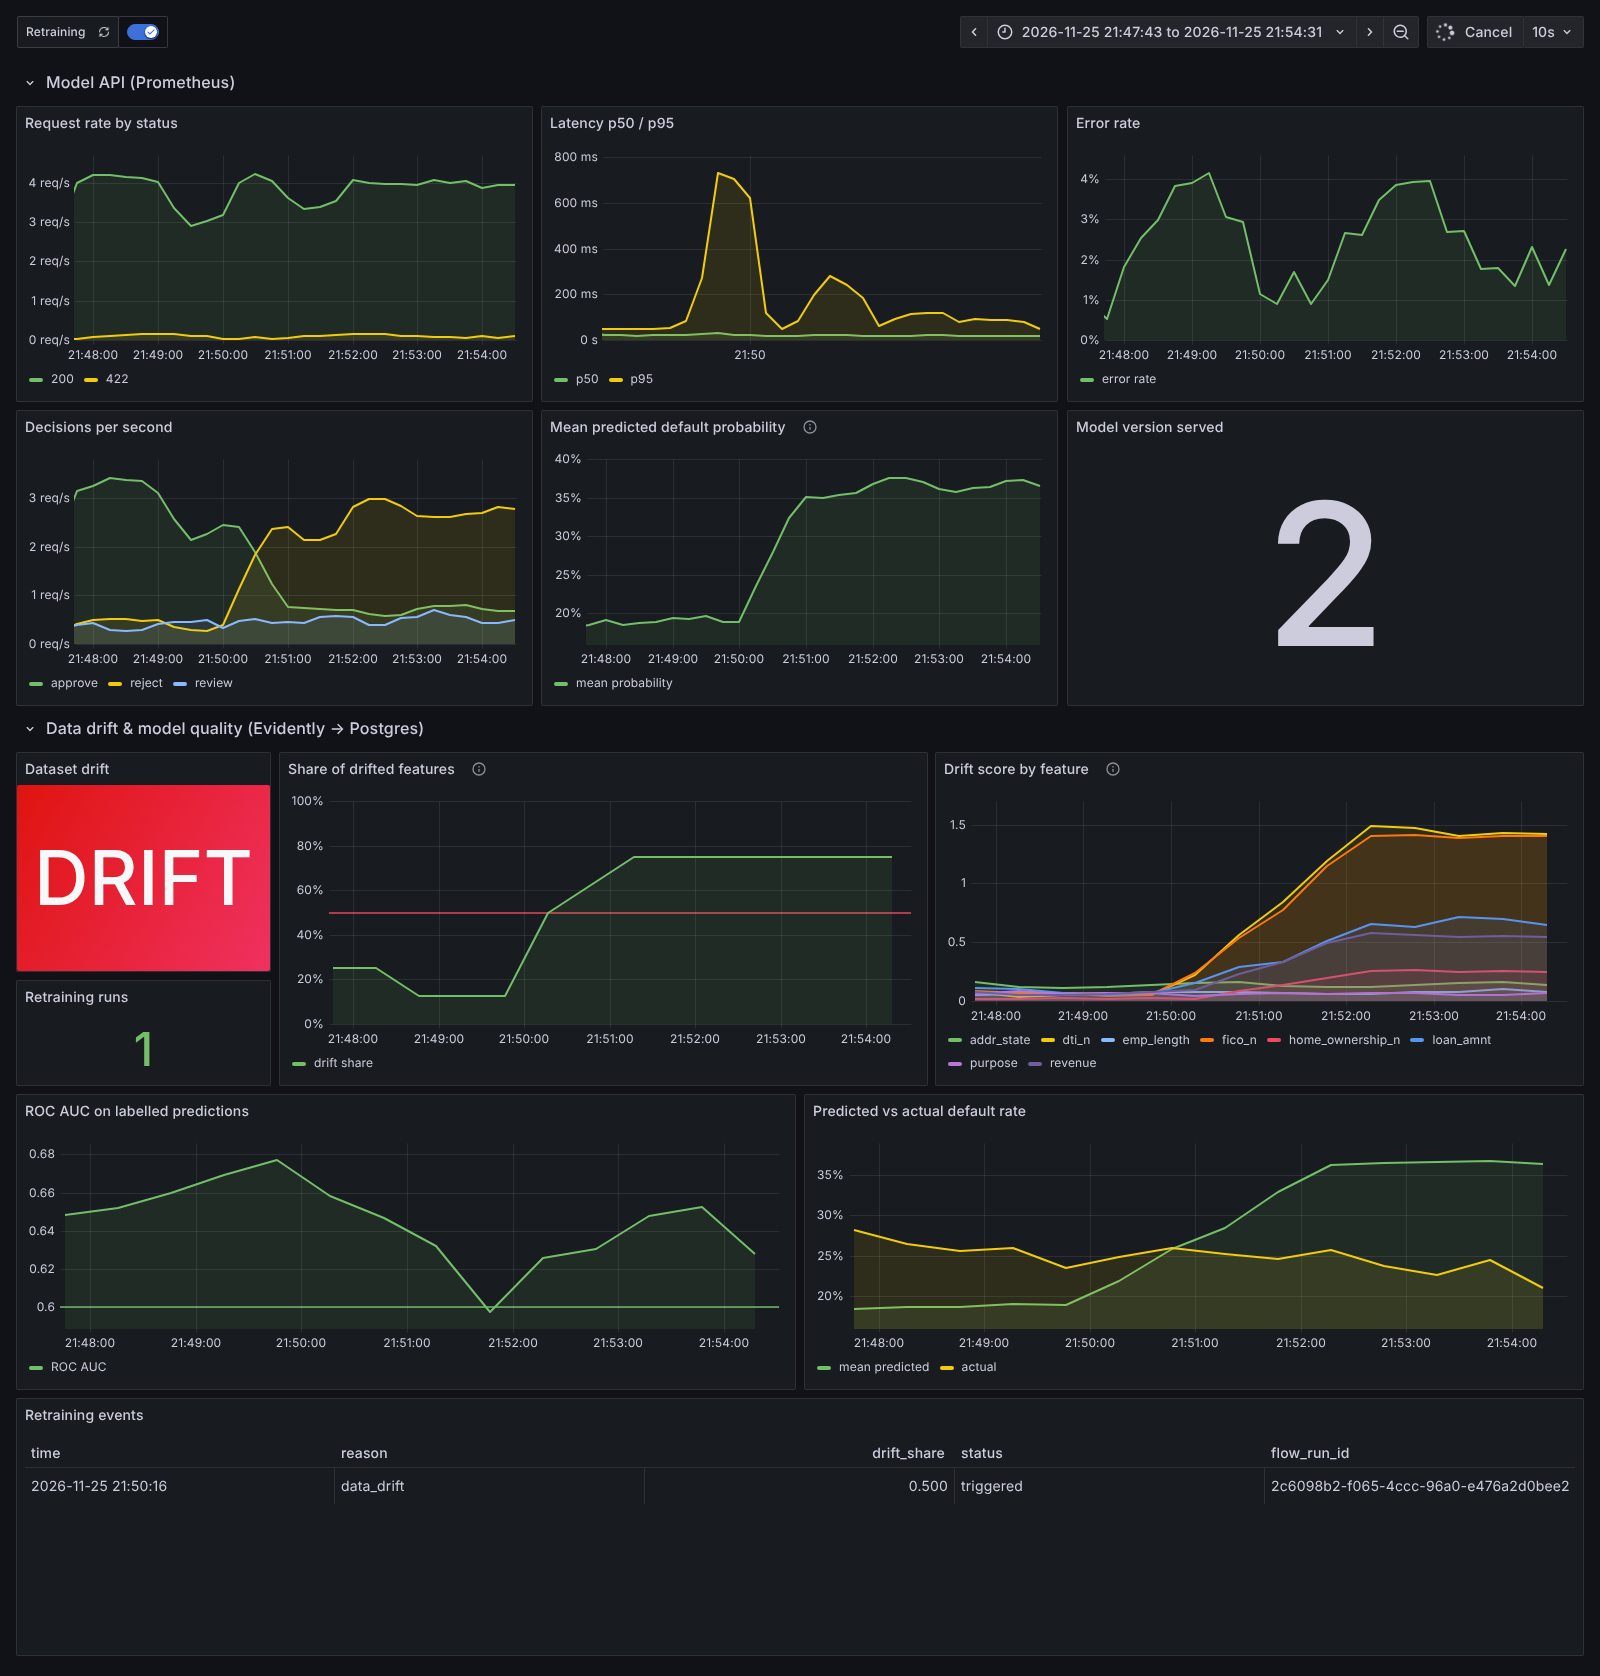 Retraining
2026-11-25 21:47:43 to 2026-11-25 21:54:31
Cancel
10s
Model API (Prometheus)
Request rate by status
4 req/s
3 req/s
2 req/s
1 req/s
0 req/s
21:48:00 21:49:00 21:50:00 21:51:00 21:52:00 21:53:00 21:54:00
200 422
Latency p50 / p95
800 ms
600 ms
400 ms
200 ms
0 s
21:50
p50 p95
Error rate
4%
3%
2%
1%
0%
21:48:00 21:49:00 21:50:00 21:51:00 21:52:00 21:53:00 21:54:00
error rate
Decisions per second
3 req/s
2 req/s
1 req/s
0 req/s
21:48:00 21:49:00 21:50:00 21:51:00 21:52:00 21:53:00 21:54:00
approve reject review
Mean predicted default probability
40%
35%
30%
25%
20%
21:48:00 21:49:00 21:50:00 21:51:00 21:52:00 21:53:00 21:54:00
mean probability
Model version served
2
Data drift & model quality (Evidently → Postgres)
Dataset drift
DRIFT
Retraining runs
1
Share of drifted features
100%
80%
60%
40%
20%
0%
21:48:00 21:49:00 21:50:00 21:51:00 21:52:00 21:53:00 21:54:00
drift share
Drift score by feature
1.5
1
0.5
0
21:48:00 21:49:00 21:50:00 21:51:00 21:52:00 21:53:00 21:54:00
addr_state dti_n emp_length fico_n home_ownership_n loan_amnt
purpose revenue
ROC AUC on labelled predictions
0.68
0.66
0.64
0.62
0.6
21:48:00 21:49:00 21:50:00 21:51:00 21:52:00 21:53:00 21:54:00
ROC AUC
Predicted vs actual default rate
35%
30%
25%
20%
21:48:00 21:49:00 21:50:00 21:51:00 21:52:00 21:53:00 21:54:00
mean predicted actual
Retraining events
time reason drift_share status flow_run_id
2026-11-25 21:50:16 data_drift 0.500 triggered 2c6098b2-f065-4ccc-96a0-e476a2d0bee2